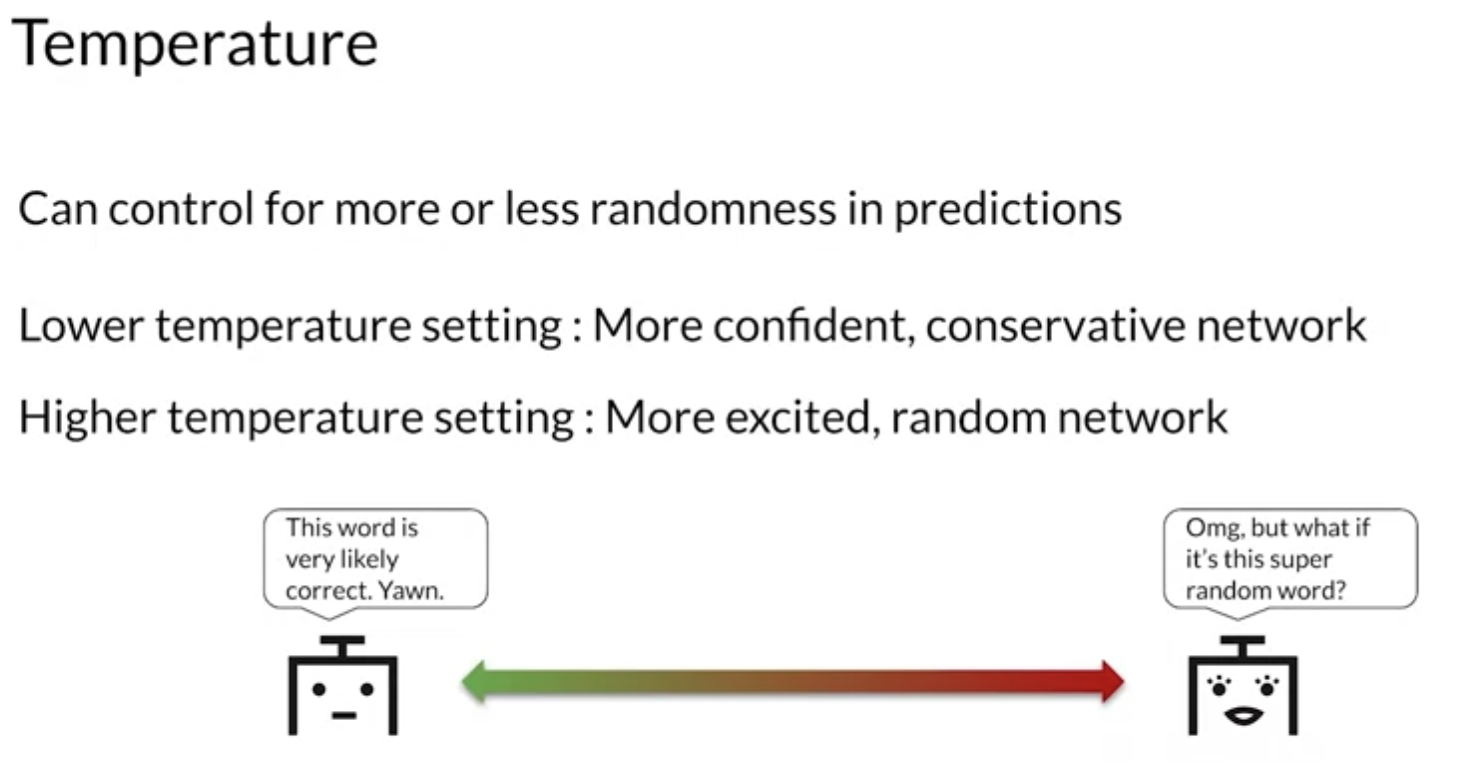 Temperature
Can control for more or less randomness in predictions
Lower temperature setting : More confident, conservative network
Higher temperature setting : More excited, random network
This word is
very likely
correct. Yawn.
Omg, but what if
it's this super
random word?